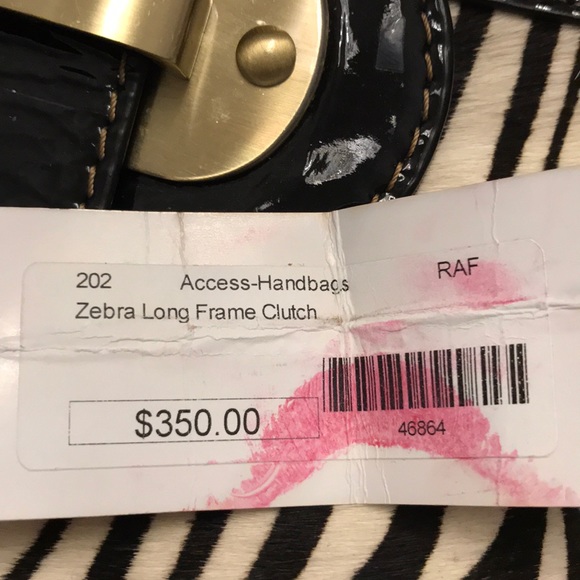 202 Access-Handbags RAF
Zebra Long Frame Clutch
$350.00
46864